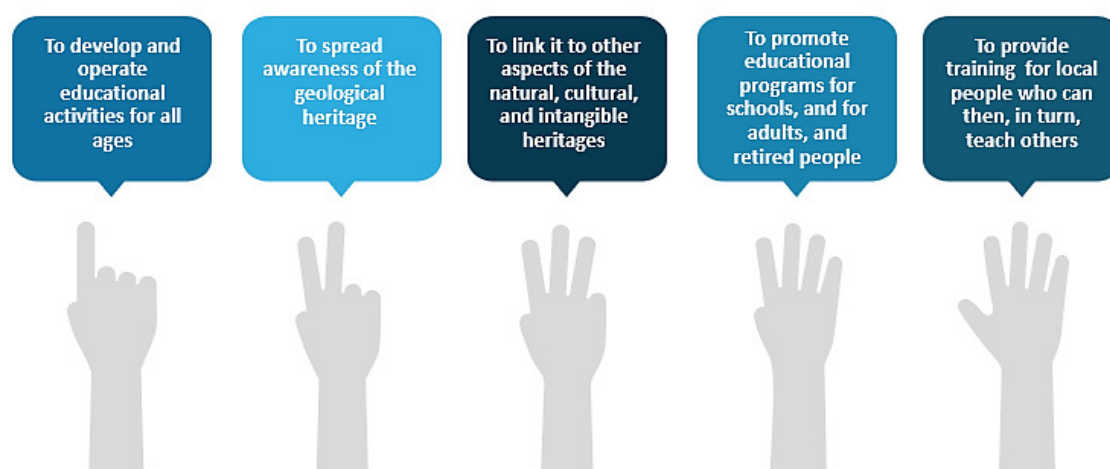 To develop and
operate
educational
activities for all
ages
To spread
awareness of the
geological
heritage
To link it to other
aspects of the
natural, cultural,
and intangible
heritages
To promote
educational
programs for
schools, and for
adults, and
retired people
To provide
training for local
people who can
then, in turn,
teach others